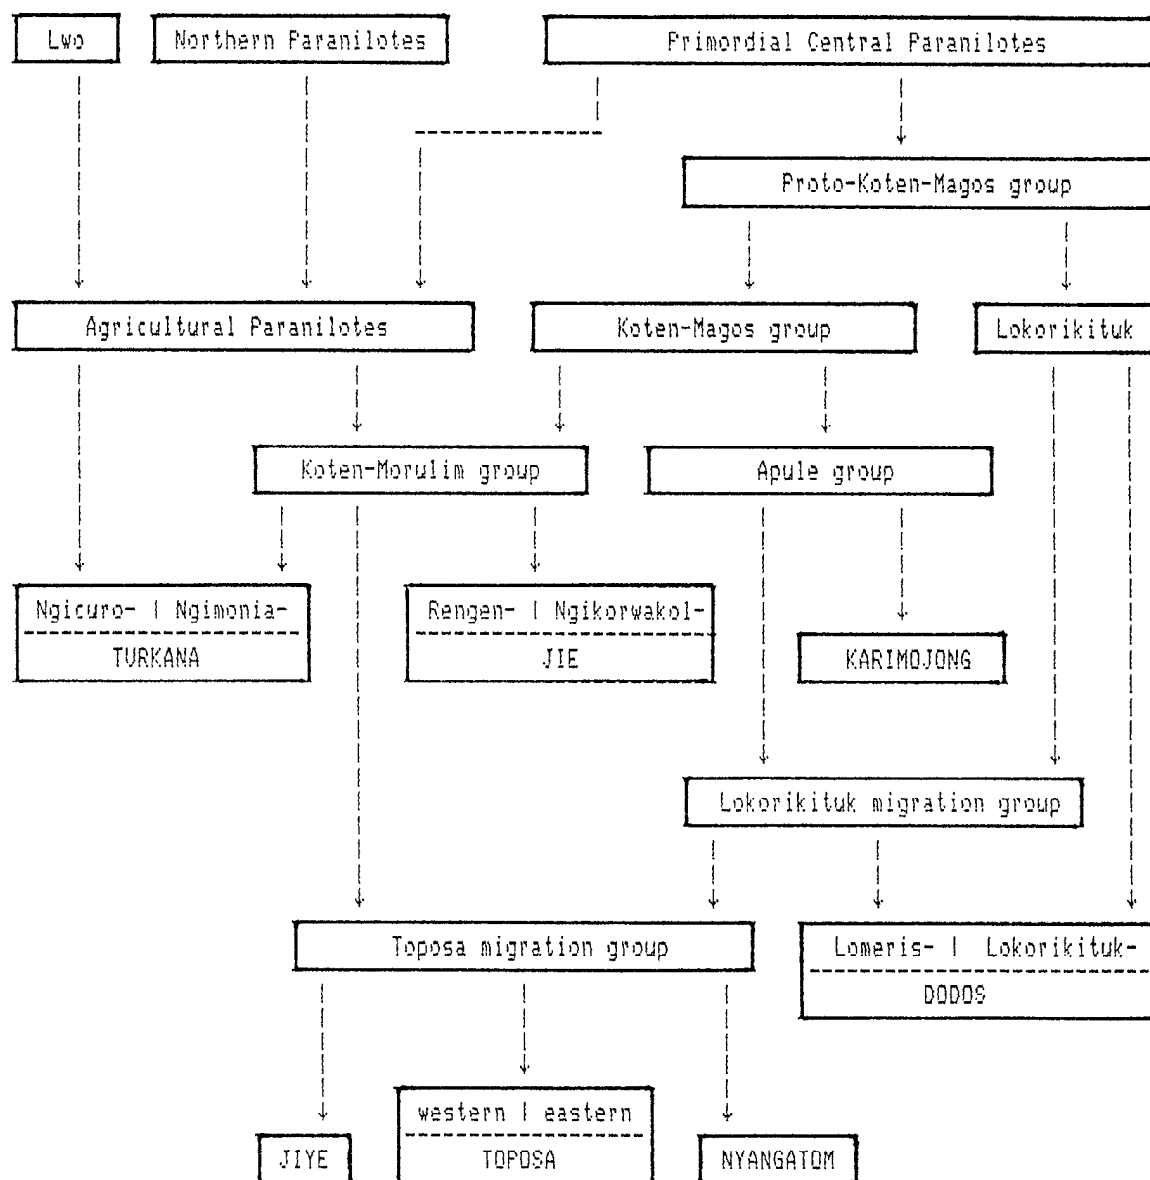 Lwo
Northern Paranilotes
Primordial Central Paranilotes
Proto-Koten-Magos group
Agricultural Paranilotes
Koten-Magos group
Lokorikituk
Koten-Morulim group
Apule group
Ngicuro- | Ngimonia-
TURKANA
Rengen- | Ngikorwakol-
JIE
KARIMOJONG
Lokorikituk migration group
Toposa migration group
Lomeris- | Lokorikituk-
DODOS
western | eastern
TOPOSA
JIYE
NYANGATOM